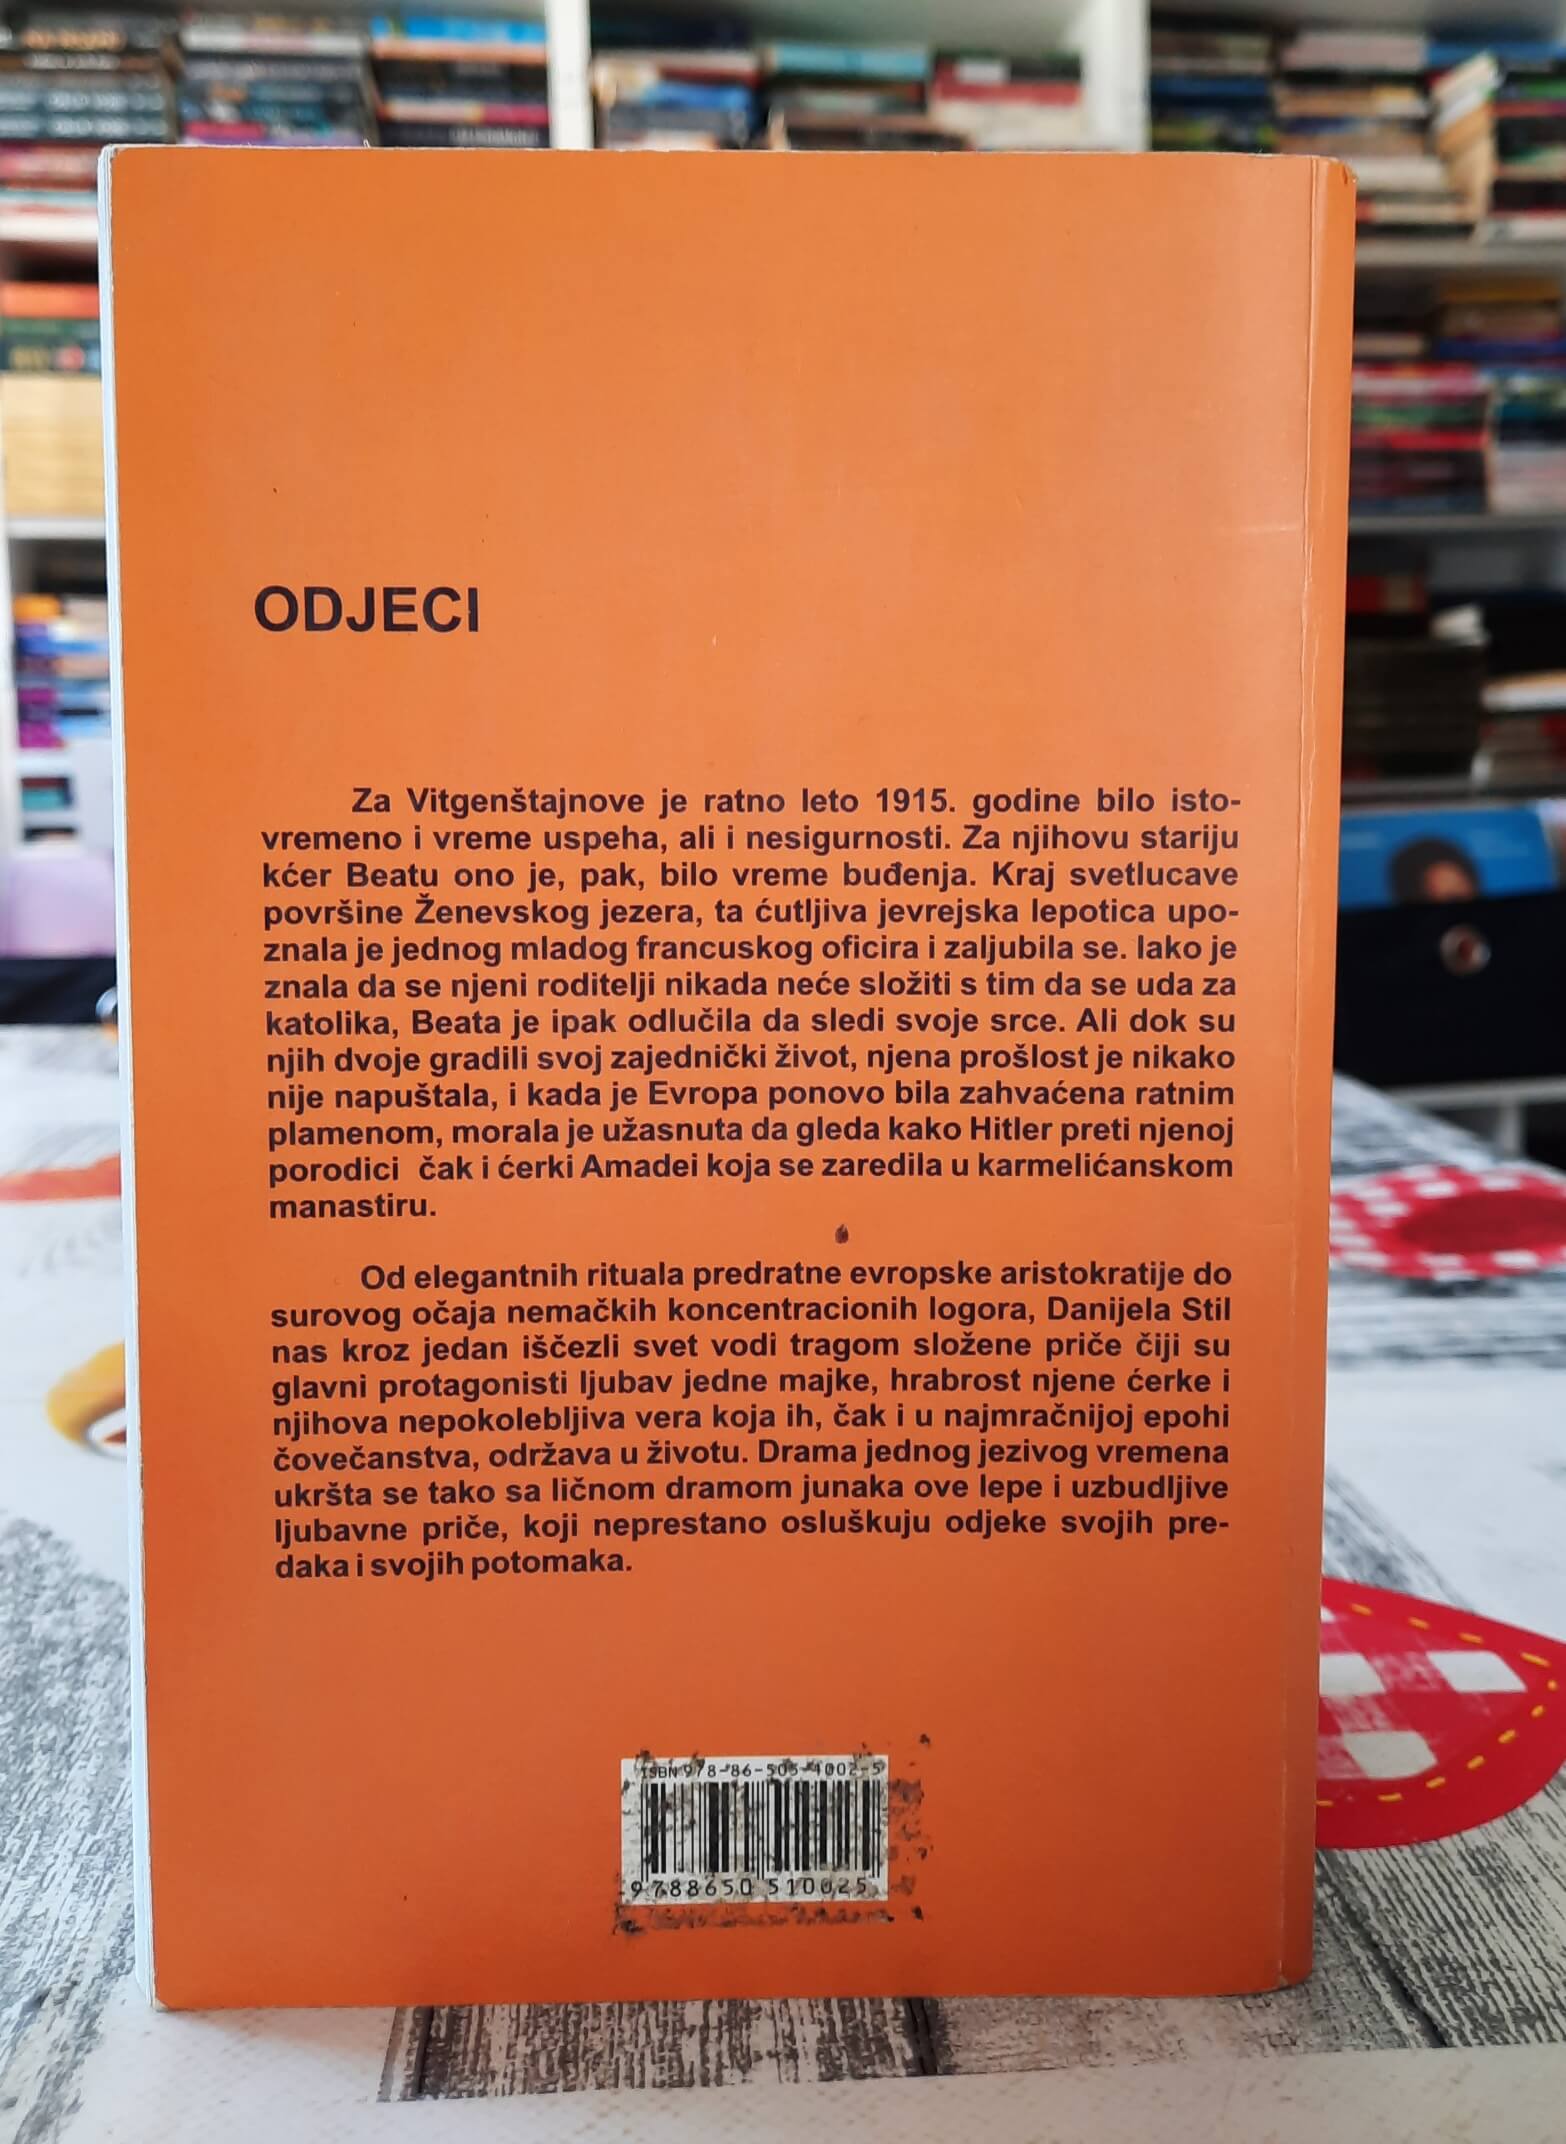 ODJECI
Za Vitgenštajnove je ratno leto 1915. godine bilo isto-
vremeno i vreme uspeha, ali i nesigurnosti. Za njihovu stariju
kćer Beatu ono je, pak, bilo vreme buđenja. Kraj svetlucave
površine Ženevskog jezera, ta ćutljiva jevrejska lepotica upo-
znala je jednog mladog francuskog oficira i zaljubila se. Iako je
znala da se njeni roditelji nikada neće složiti s tim da se uda za
katolika, Beata je ipak odlučila da sledi svoje srce. Ali dok su
njih dvoje gradili svoj zajednički život, njena prošlost je nikako
nije napuštala, i kada je Evropa ponovo bila zahvaćena ratnim
plamenom, morala je užasnuta da gleda kako Hitler preti njenoj
porodici čak i ćerki Amadei koja se zaredila u karmelićanskom
manastiru.
Od elegantnih rituala predratne evropske aristokratije do
surovog očaja nemačkih koncentracionih logora, Danijela Stil
nas kroz jedan iščezli svet vodi tragom složene priče čiji su
glavni protagonisti ljubav jedne majke, hrabrost njene ćerke i
njihova nepokolebljiva vera koja ih, čak i u najmračnijoj epohi
čovečanstva, održava u životu. Drama jednog jezivog vremena
ukršta se tako sa ličnom dramom junaka ove lepe i uzbudljive
ljubavne priče, koji neprestano osluškuju odjeke svojih pre-
daka i svojih potomaka.
ISBN 978-86-505-1002-5
9 788650 510025